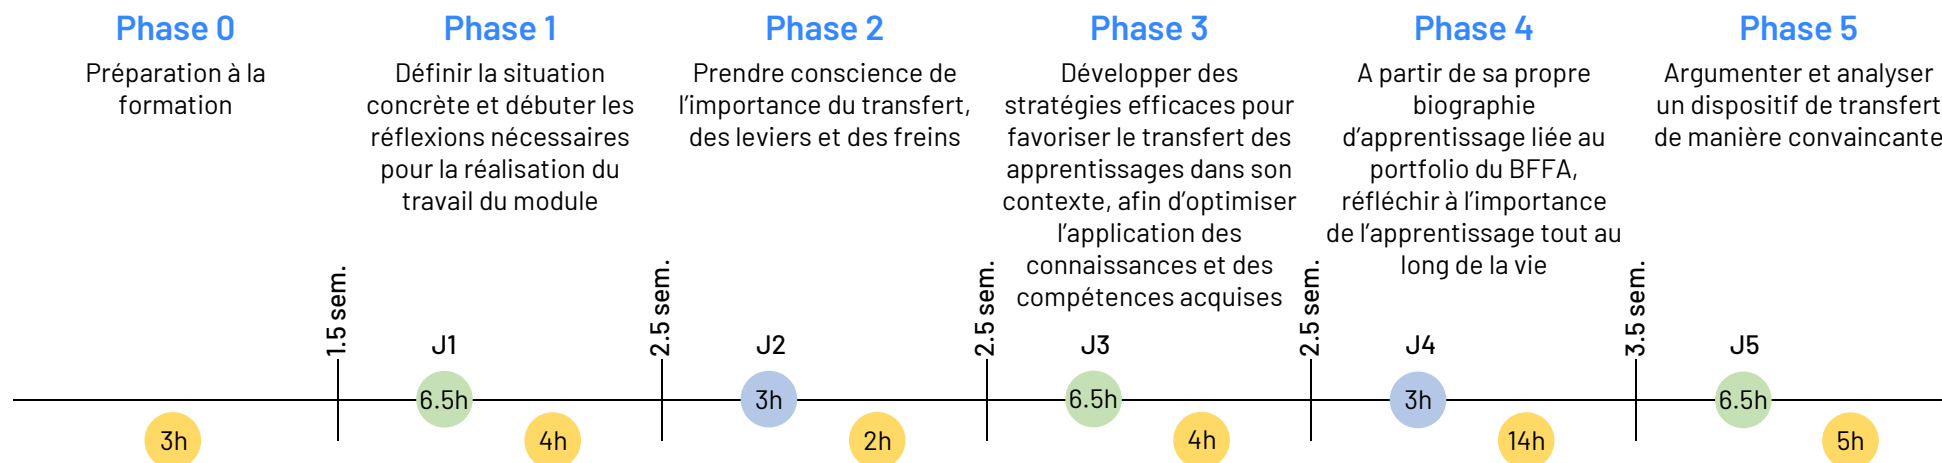 Phase 0
Préparation à la
formation
Phase 1
Définir la situation
concrète et débuter les
réflexions nécessaires
pour la réalisation du
travail du module
Phase 2
Prendre conscience de
l'importance du transfert,
des leviers et des freins
Phase 3
Développer des
stratégies efficaces pour
favoriser le transfert des
apprentissages dans son
contexte, afin d'optimiser
l'application des
connaissances et des
compétences acquises
Phase 4
A partir de sa propre
biographie
d'apprentissage liée au
portfolio du BFFA,
réfléchir à l'importance
de l'apprentissage tout au
long de la vie
Phase 5
Argumenter et analyser
un dispositif de transfert
de manière convaincante
1.5 sem.
2.5 sem.
2.5 sem.
2.5 sem.
3.5 sem.
J1
J2
J3
J4
J5
6.5h
3h
6.5h
3h
6.5h
3h
4h
2h
4h
14h
5h